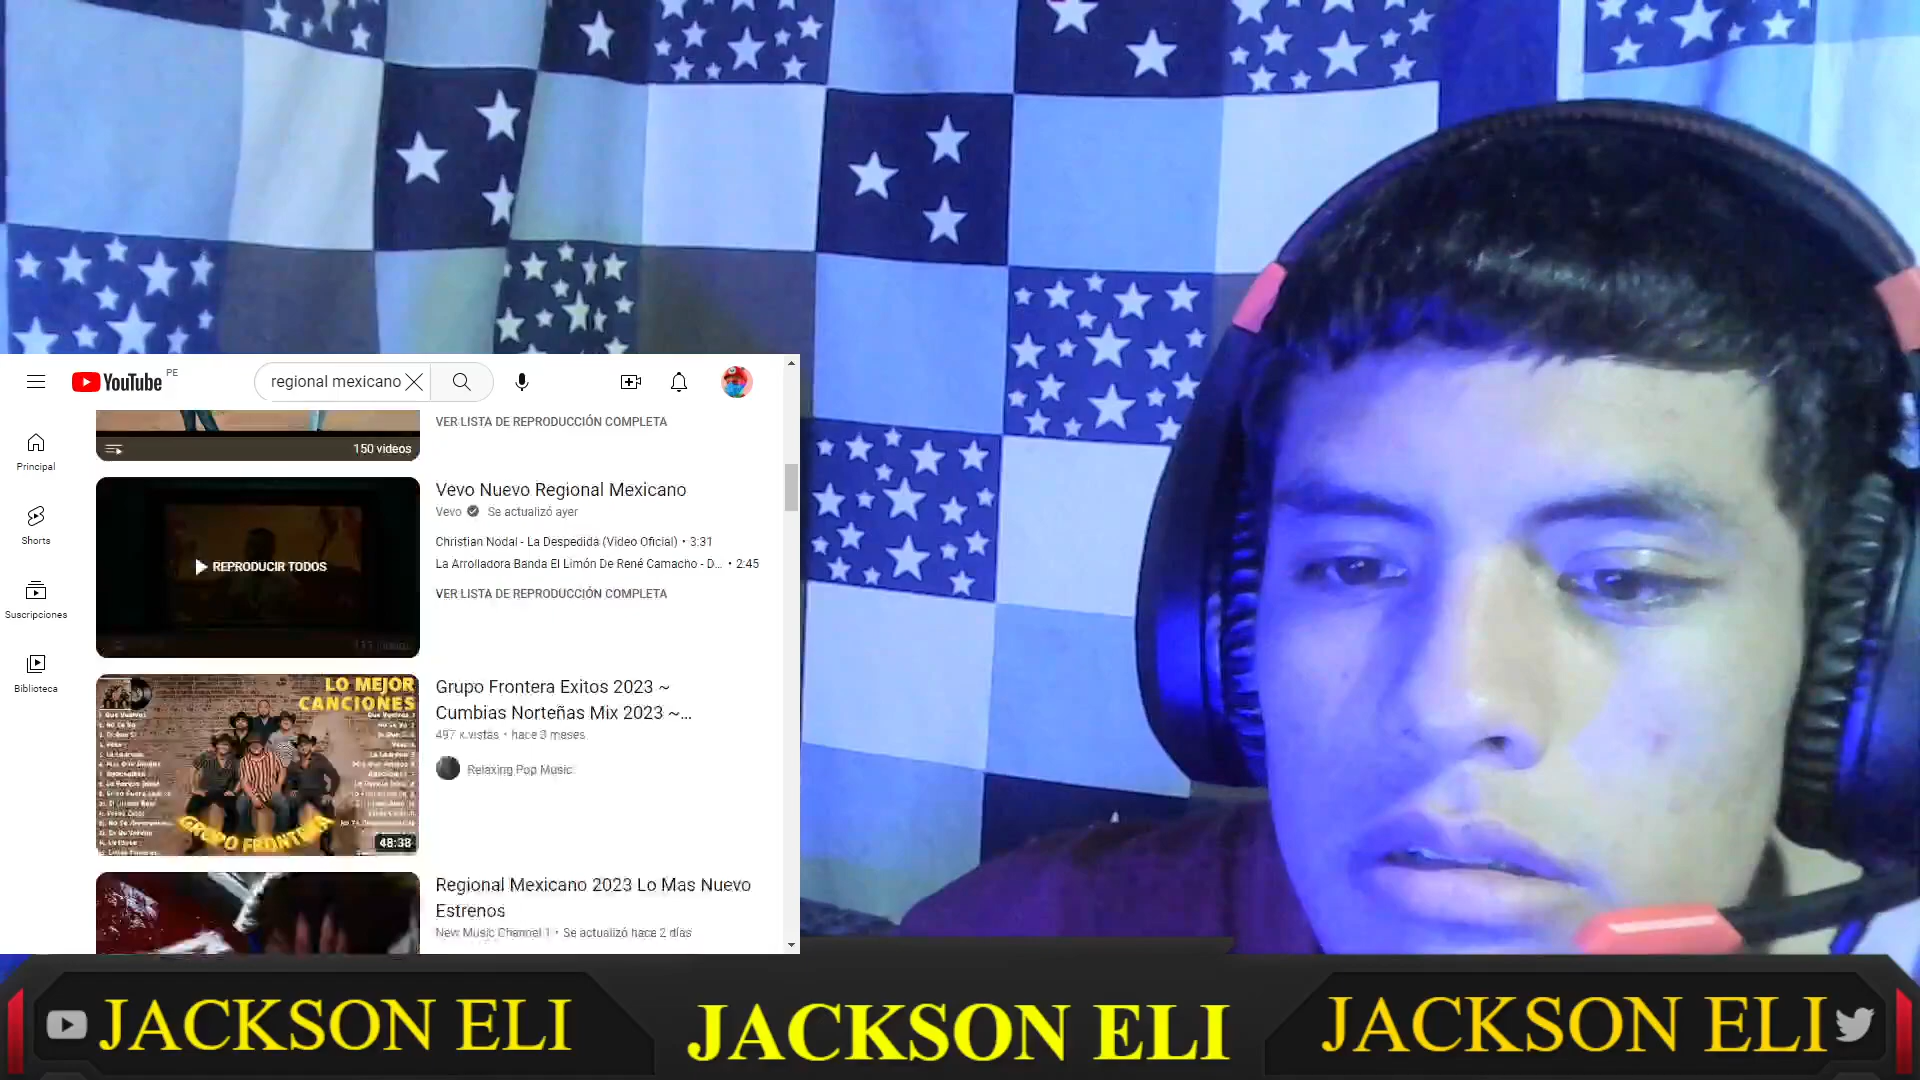 YouTube PE
regional mexicano
Principal
Shorts
Suscripciones
Biblioteca
150 videos
VER LISTA DE REPRODUCCIÓN COMPLETA
REPRODUCIR TODOS
Vevo Nuevo Regional Mexicano
Vevo Se actualizó ayer
Christian Nodal - La Despedida (Video Oficial) • 3:31
La Arrolladora Banda El Limón De René Camacho - D... • 2:45
VER LISTA DE REPRODUCCIÓN COMPLETA
LO MEJOR
CANCIONES
GRUPO FRONTERA
48:38
Grupo Frontera Exitos 2023 ~
Cumbias Norteñas Mix 2023 ~...
497 k vistas • hace 3 meses
Relaxing Pop Music
Regional Mexicano 2023 Lo Mas Nuevo
Estrenos
New Music Channel 1 • Se actualizó hace 2 días
JACKSON ELI
JACKSON ELI
JACKSON ELI